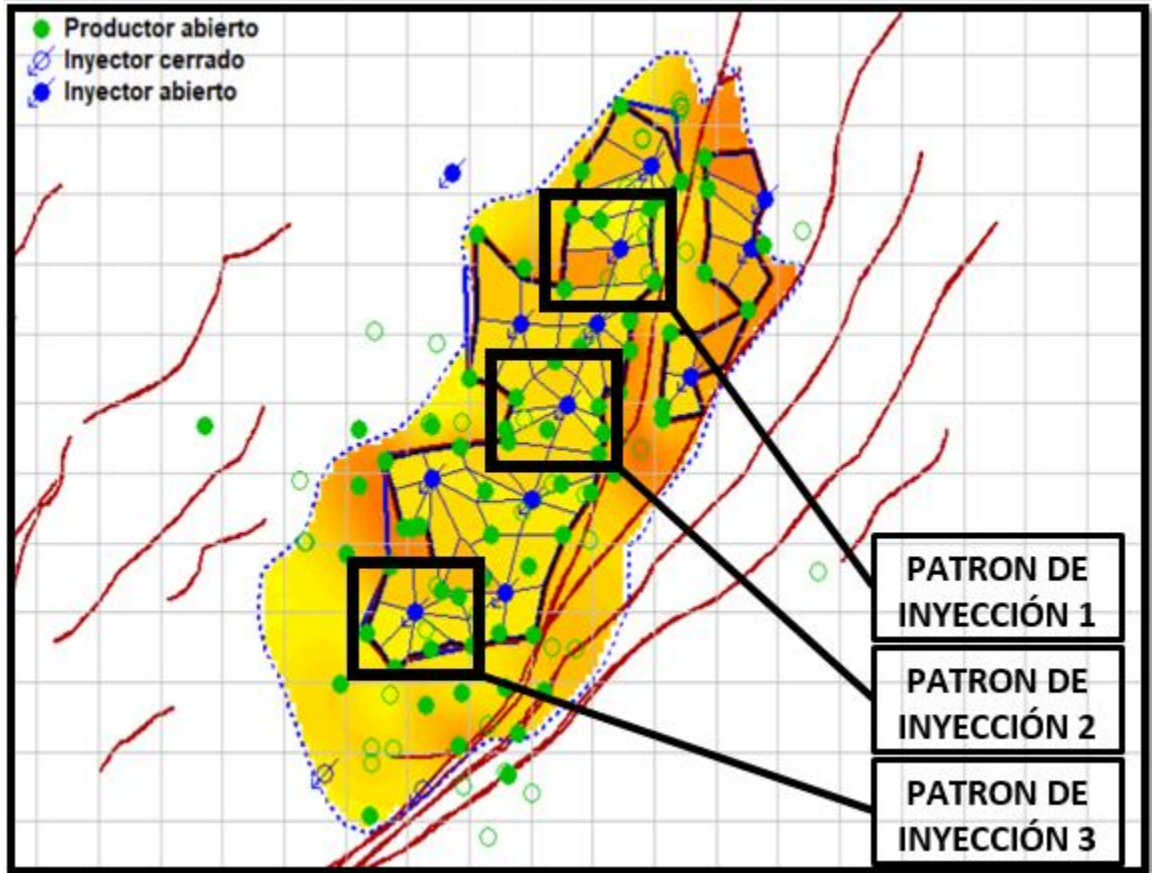 Productor abierto
Inyector cerrado
Inyector abierto
PATRON DE
INYECCIÓN 1
PATRON DE
INYECCIÓN 2
PATRON DE
INYECCIÓN 3